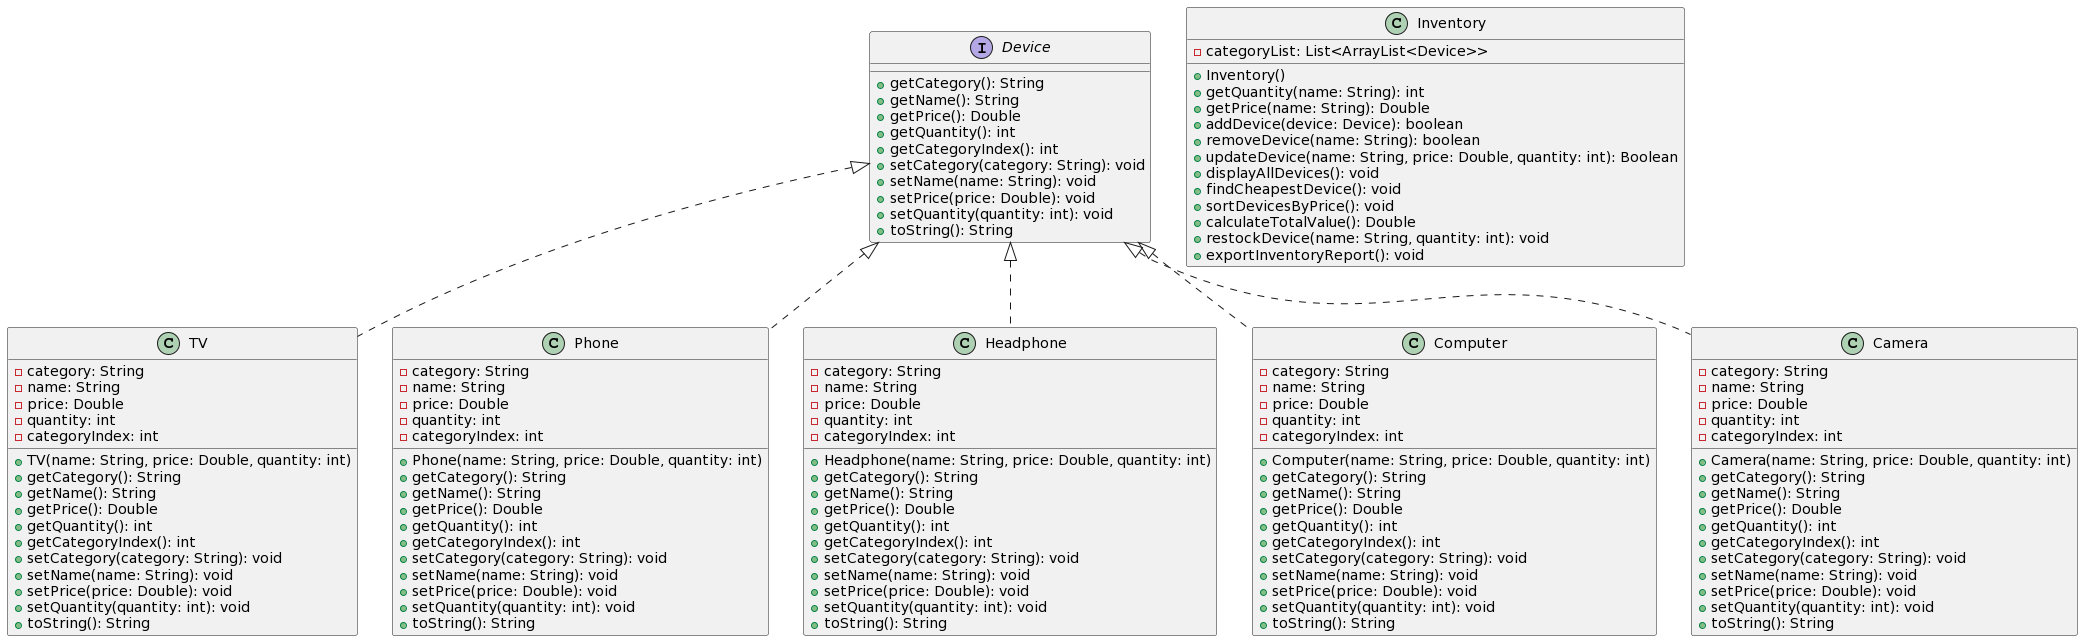 I Device
getCategory(): String
getName(): String
getPrice(): Double
getQuantity(): int
getCategoryIndex(): int
setCategory(category: String): void
setName(name: String): void
setPrice(price: Double): void
setQuantity(quantity: int): void
toString(): String
C Inventory
categoryList: List<ArrayList<Device>>
Inventory()
getQuantity(name: String): int
getPrice(name: String): Double
addDevice(device: Device): boolean
removeDevice(name: String): boolean
updateDevice(name: String, price: Double, quantity: int): Boolean
displayAllDevices(): void
findCheapestDevice(): void
sortDevicesByPrice(): void
calculateTotalValue(): Double
restockDevice(name: String, quantity: int): void
exportInventoryReport(): void
C TV
category: String
name: String
price: Double
quantity: int
categoryIndex: int
TV(name: String, price: Double, quantity: int)
getCategory(): String
getName(): String
getPrice(): Double
getQuantity(): int
getCategoryIndex(): int
setCategory(category: String): void
setName(name: String): void
setPrice(price: Double): void
setQuantity(quantity: int): void
toString(): String
C Phone
category: String
name: String
price: Double
quantity: int
categoryIndex: int
Phone(name: String, price: Double, quantity: int)
getCategory(): String
getName(): String
getPrice(): Double
getQuantity(): int
getCategoryIndex(): int
setCategory(category: String): void
setName(name: String): void
setPrice(price: Double): void
setQuantity(quantity: int): void
toString(): String
C Headphone
category: String
name: String
price: Double
quantity: int
categoryIndex: int
Headphone(name: String, price: Double, quantity: int)
getCategory(): String
getName(): String
getPrice(): Double
getQuantity(): int
getCategoryIndex(): int
setCategory(category: String): void
setName(name: String): void
setPrice(price: Double): void
setQuantity(quantity: int): void
toString(): String
C Computer
category: String
name: String
price: Double
quantity: int
categoryIndex: int
Computer(name: String, price: Double, quantity: int)
getCategory(): String
getName(): String
getPrice(): Double
getQuantity(): int
getCategoryIndex(): int
setCategory(category: String): void
setName(name: String): void
setPrice(price: Double): void
setQuantity(quantity: int): void
toString(): String
C Camera
category: String
name: String
price: Double
quantity: int
categoryIndex: int
Camera(name: String, price: Double, quantity: int)
getCategory(): String
getName(): String
getPrice(): Double
getQuantity(): int
getCategoryIndex(): int
setCategory(category: String): void
setName(name: String): void
setPrice(price: Double): void
setQuantity(quantity: int): void
toString(): String